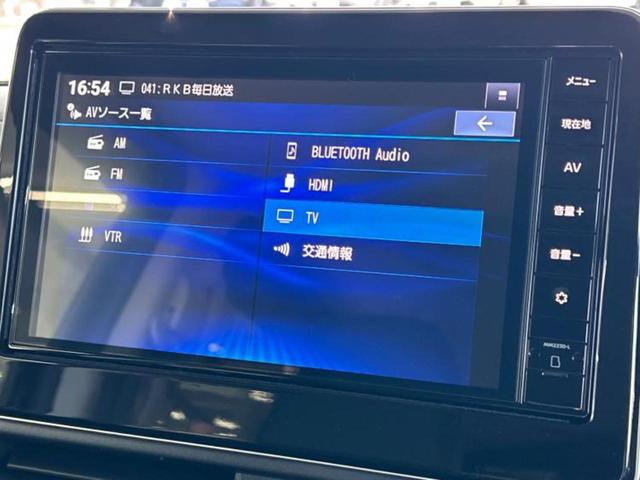 16:54 041:RKB毎日放送
AVソース一覧
AM
FM
VTR
BLUETOOTH Audio
HDMI
TV
交通情報
メニュー
現在地
AV
音量+
音量-
MM223D-L